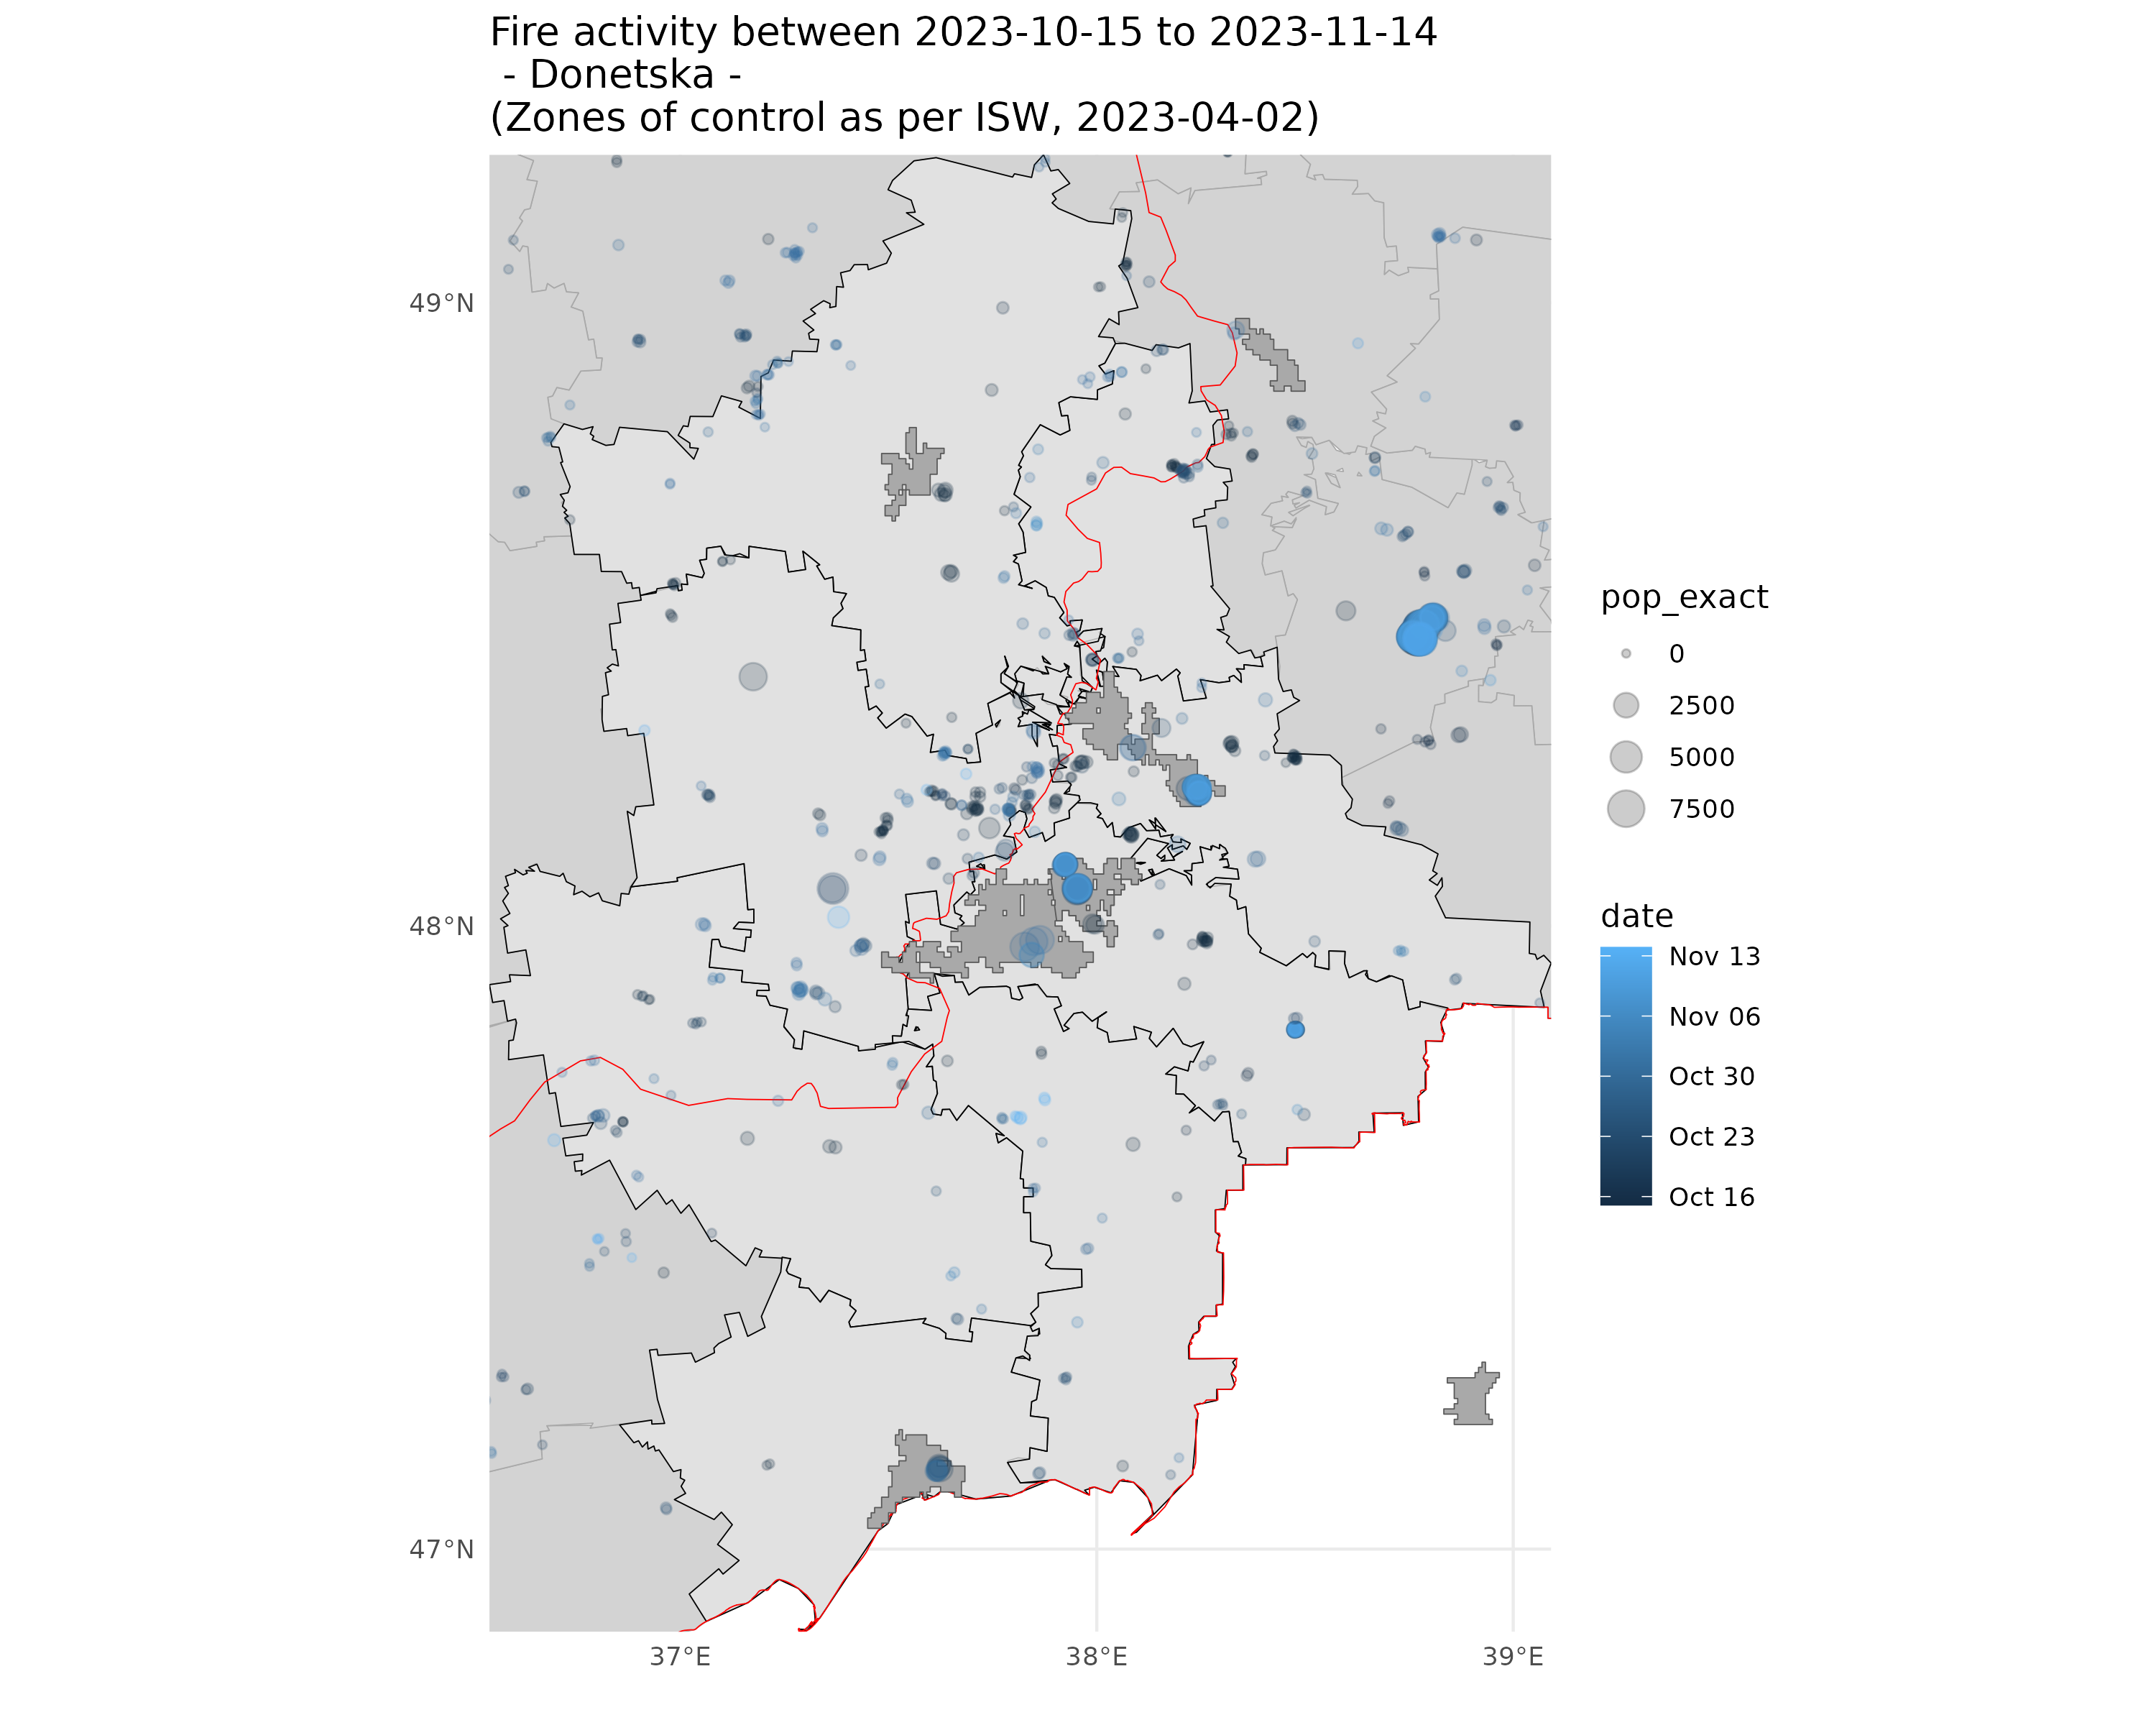 Fire activity between 2023-10-15 to 2023-11-14
- Donetska -
(Zones of control as per ISW, 2023-04-02)
49°N
48°N
47°N
37°E
38°E
39°E
pop_exact
0
2500
5000
7500
date
Nov 13
Nov 06
Oct 30
Oct 23
Oct 16